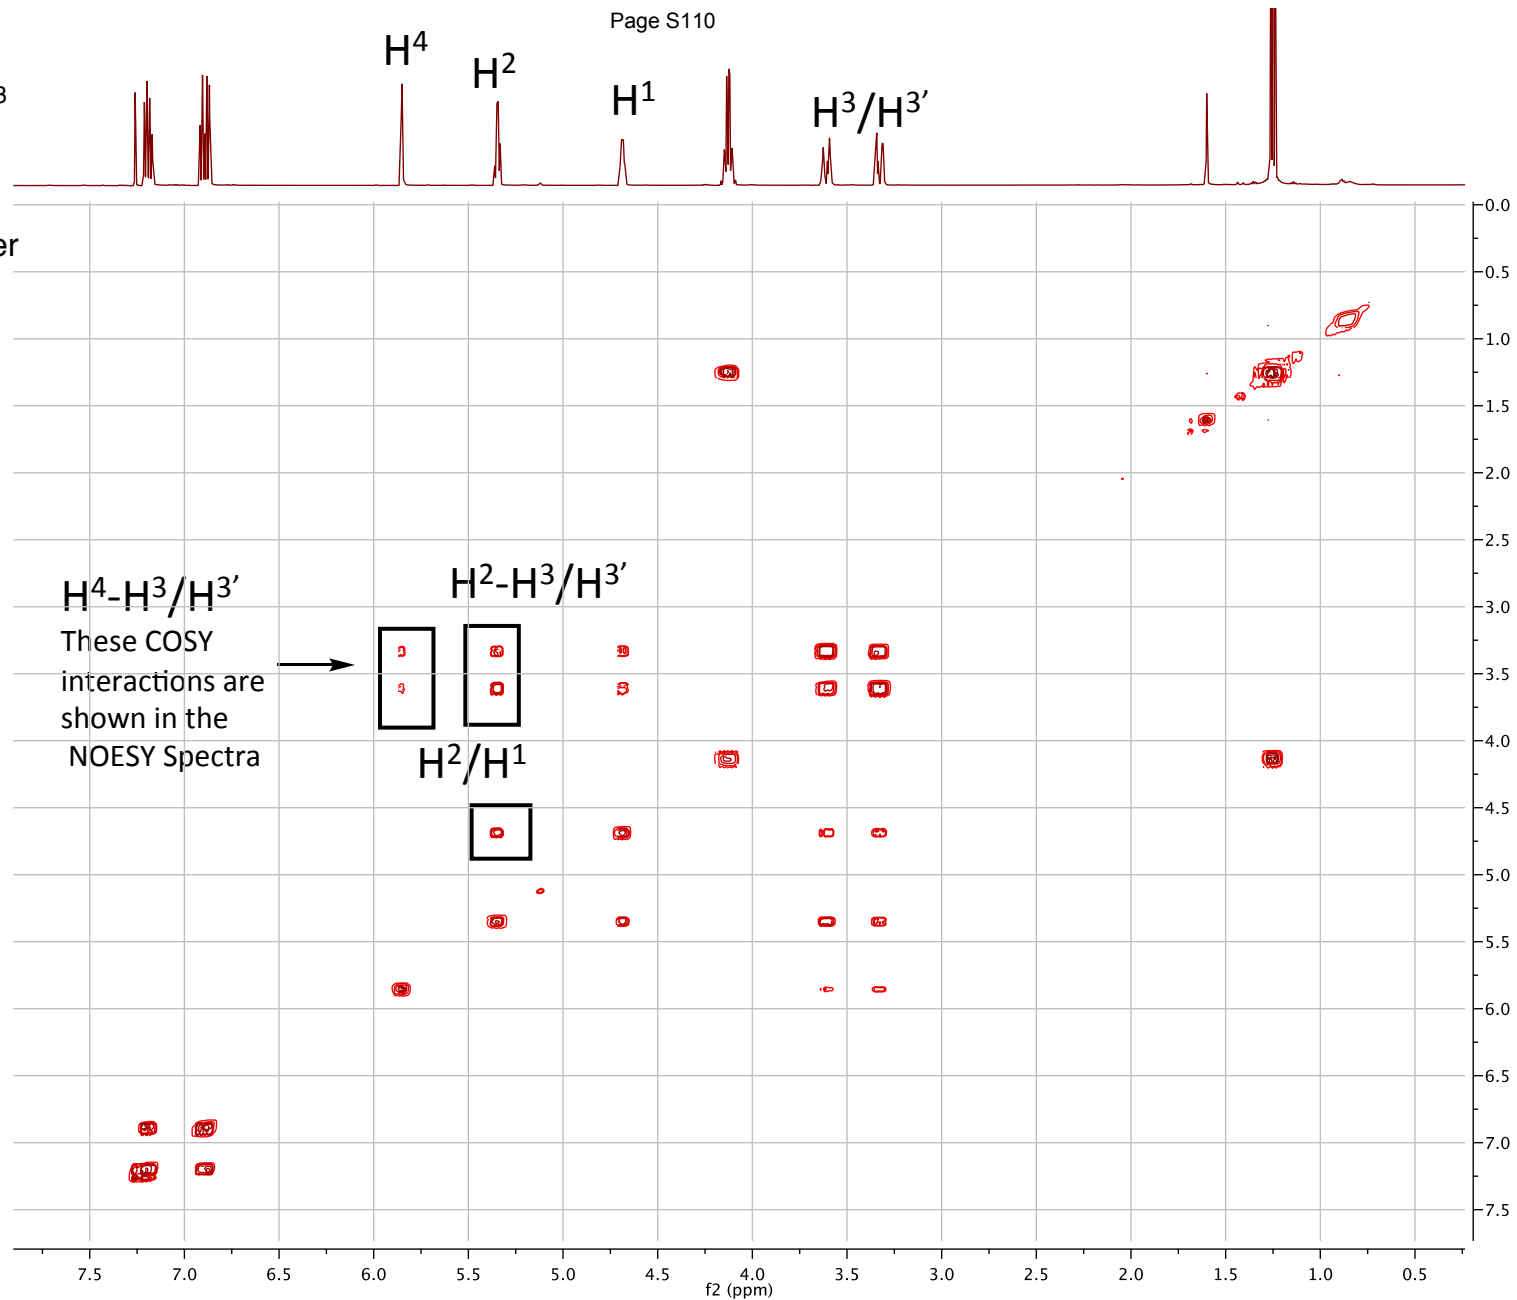 Page S110
H⁴
H²
H¹
H³/H³’
3
er
H⁴-H³/H³’
H²-H³/H³’
These COSY
interactions are
shown in the
NOESY Spectra
H²/H¹
0.0
0.5
1.0
1.5
2.0
2.5
3.0
3.5
4.0
4.5
5.0
5.5
6.0
6.5
7.0
7.5
7.5 7.0 6.5 6.0 5.5 5.0 4.5 4.0 3.5 3.0 2.5 2.0 1.5 1.0 0.5
f2 (ppm)